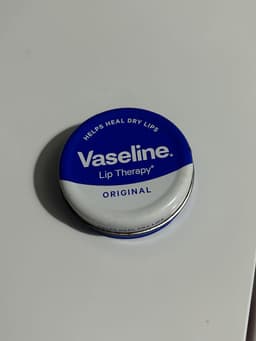 HELPS HEAL DRY LIPS
Vaseline.
Lip Therapy®
ORIGINAL